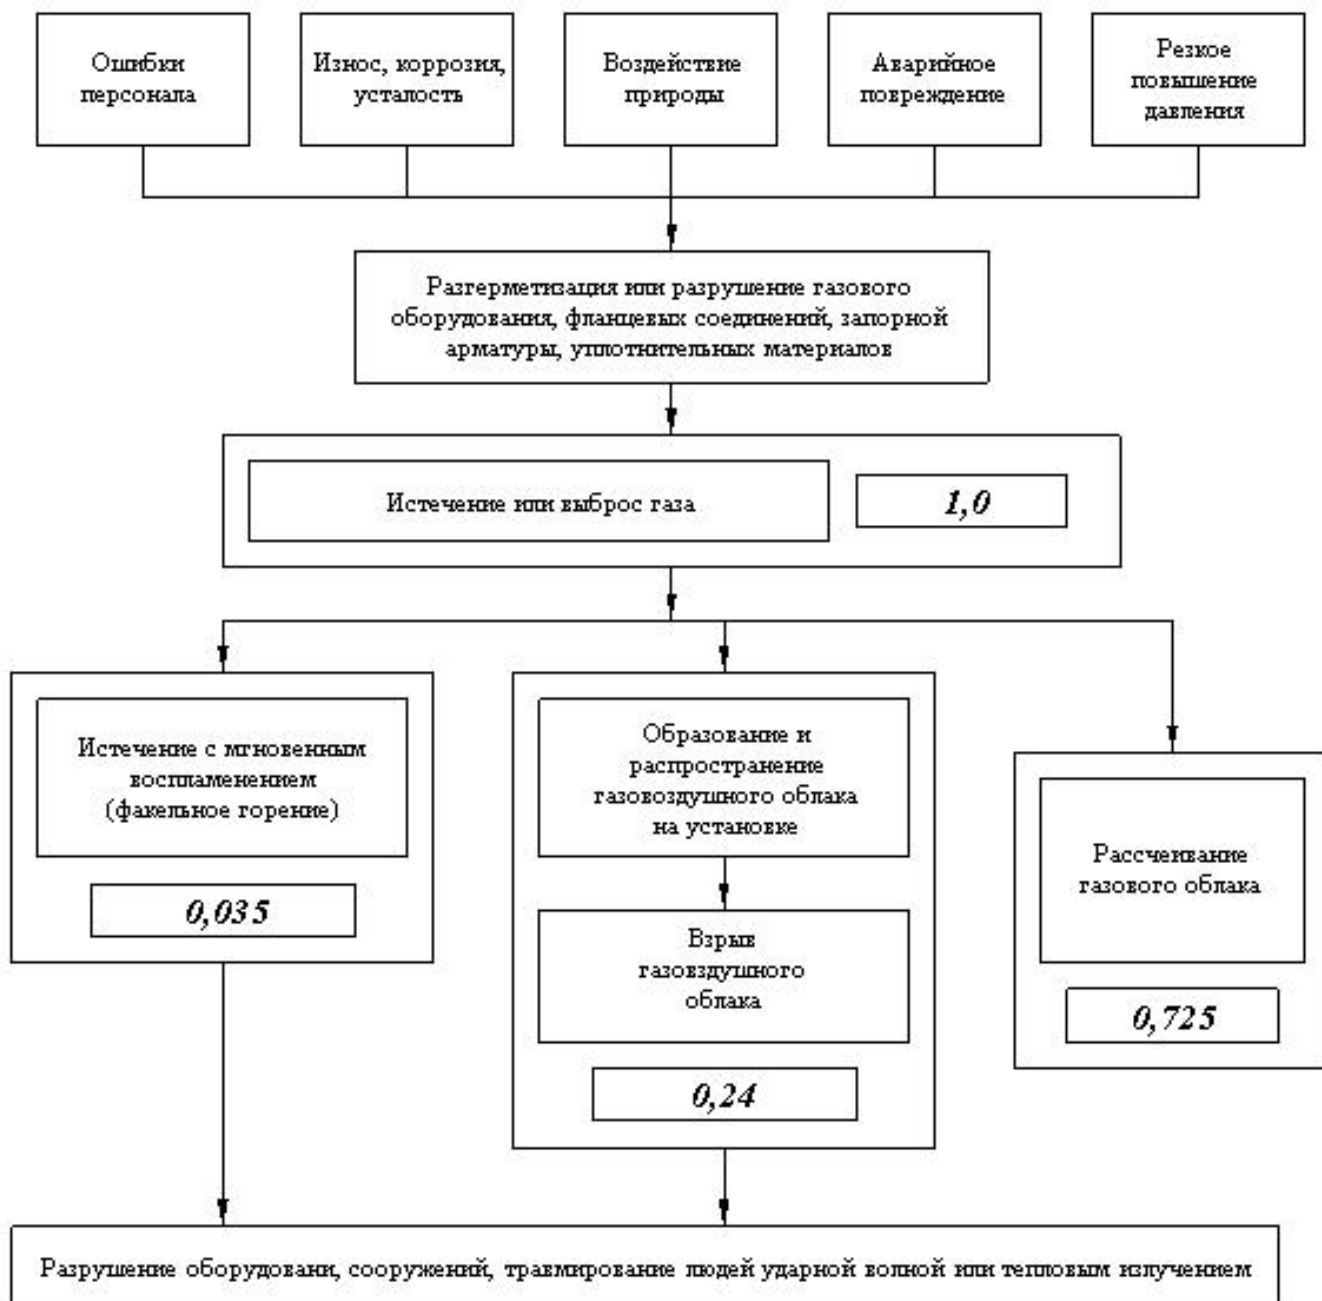 Ошибки
персонала
Износ, коррозия,
усталость
Воздействие
природы
Аварийное
повреждение
Резкое
повышение
давления
Разгерметизация или разрушение газового
оборудования, фланцевых соединений, запорной
арматуры, уплотнительных материалов
Истечение или выброс газа
1,0
Истечение с мгновенным
воспламенением
(факельное горение)
0,035
Образование и
распространение
газовоздушного облака
на установке
Взрыв
газовздушного
облака
0,24
Рассчеивание
газового облака
0,725
Разрушение оборудовани, сооружений, травмирование людей ударной волной или тепловым излучением